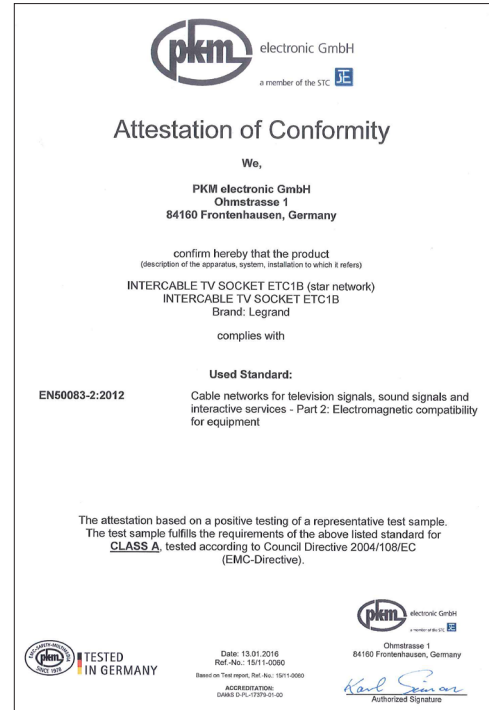 pkm electronic GmbH
a member of the STC
Attestation of Conformity
We,
PKM electronic GmbH
Ohmstrasse 1
84160 Frontenhausen, Germany
confirm hereby that the product
(description of the apparatus, system, installation to which it refers)
INTERCABLE TV SOCKET ETC1B (star network)
INTERCABLE TV SOCKET ETC1B
Brand: Legrand
complies with
Used Standard:
EN50083-2:2012
Cable networks for television signals, sound signals and
interactive services - Part 2: Electromagnetic compatibility
for equipment
The attestation based on a positive testing of a representative test sample.
The test sample fulfills the requirements of the above listed standard for
CLASS A, tested according to Council Directive 2004/108/EC
(EMC-Directive).
pkm
SINCE 1978
TESTED
IN GERMANY
Date: 13.01.2016
Ref.-No.: 15/11-0060
Based on Test report, Ref.-No.: 15/11-0060
ACCREDITATION:
DAkkS D-PL-17379-01-00
pkm electronic GmbH
a member of the STC
Ohmstrasse 1
84160 Frontenhausen, Germany
Karl
Authorized Signature